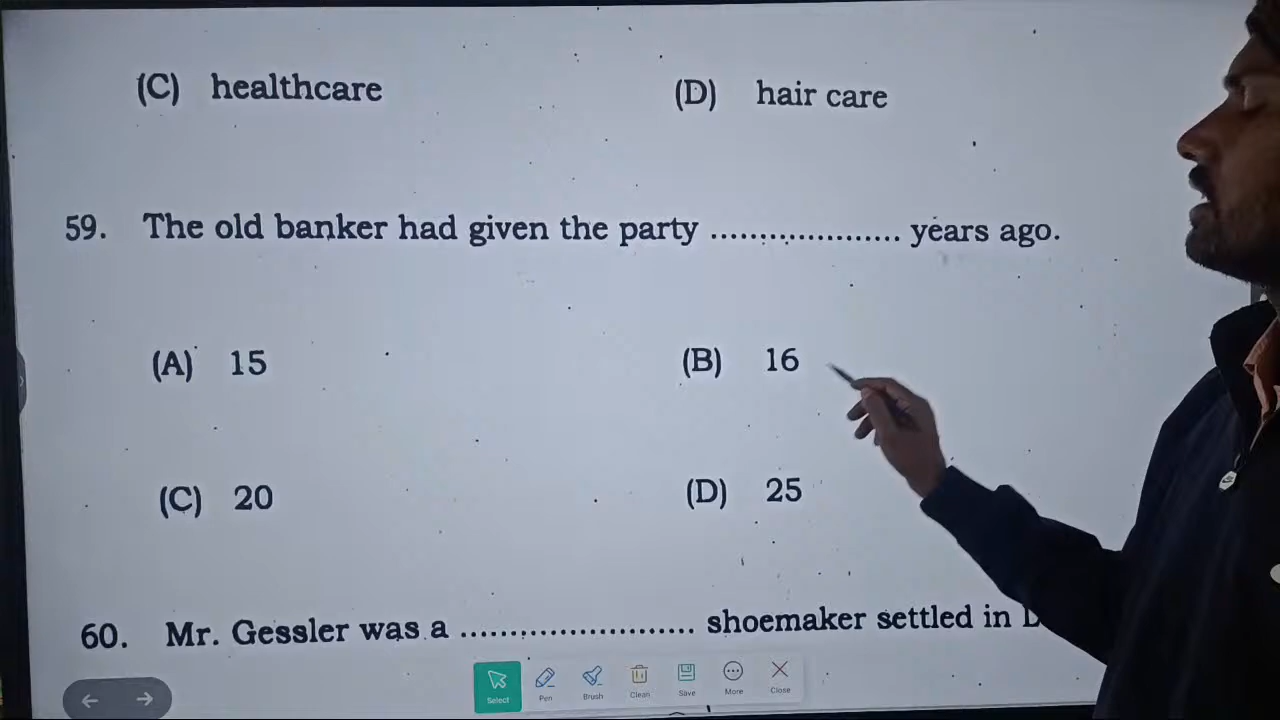 (C) healthcare (D) hair care
59. The old banker had given the party .................... years ago.
(A) 15 (B) 16
(C) 20 (D) 25
60. Mr. Gessler was a ........................ shoemaker settled in
Select Pen Brush Clean Save More Close